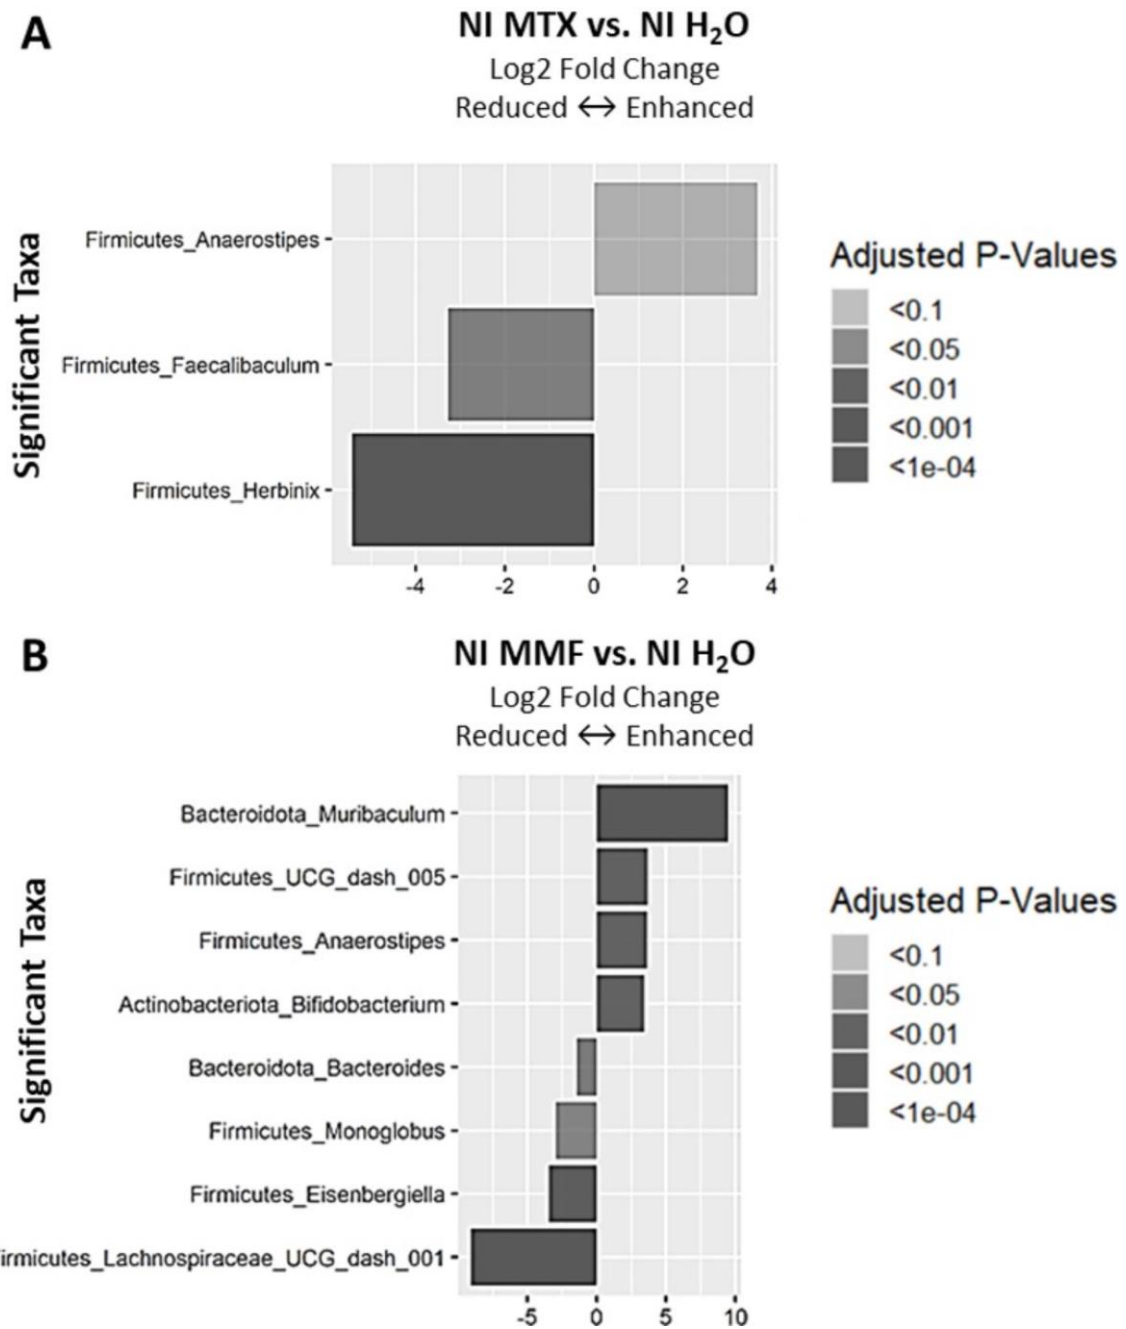 A
NI MTX vs. NI H₂O
Log2 Fold Change
Reduced ↔ Enhanced
Significant Taxa
Firmicutes_Anaerostipes
Firmicutes_Faecalibaculum
Firmicutes_Herbinix
-4 -2 0 2 4
Adjusted P-Values
<0.1
<0.05
<0.01
<0.001
<1e-04
B
NI MMF vs. NI H₂O
Log2 Fold Change
Reduced ↔ Enhanced
Significant Taxa
Bacteroidota_Muribaculum
Firmicutes_UCG_dash_005
Firmicutes_Anaerostipes
Actinobacteriota_Bifidobacterium
Bacteroidota_Bacteroides
Firmicutes_Monoglobus
Firmicutes_Eisenbergiella
irmicutes_Lachnospiraceae_UCG_dash_001
-5 0 5 10
Adjusted P-Values
<0.1
<0.05
<0.01
<0.001
<1e-04